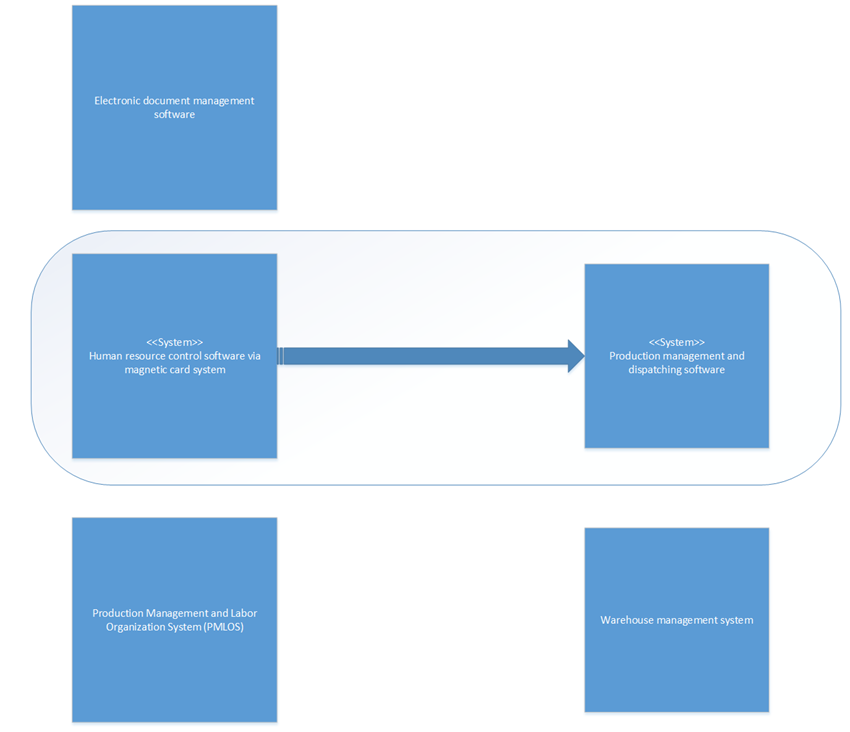 Electronic document management
software
<<System>>
Human resource control software via
magnetic card system
<<System>>
Production management and
dispatching software
Production Management and Labor
Organization System (PMLOS)
Warehouse management system